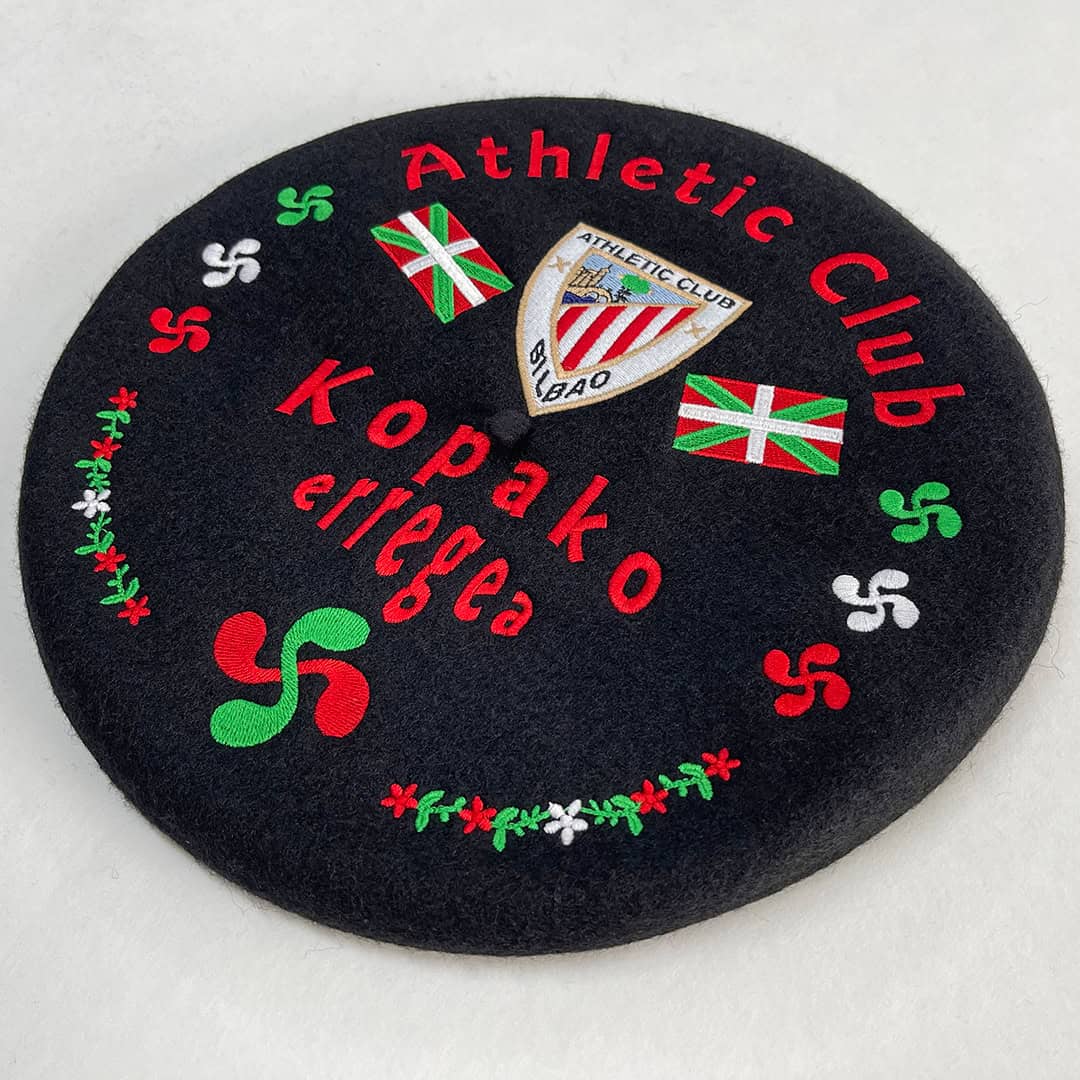 Athletic Club
ATHLETIC CLUB
BILBAO
Kopako
erregea